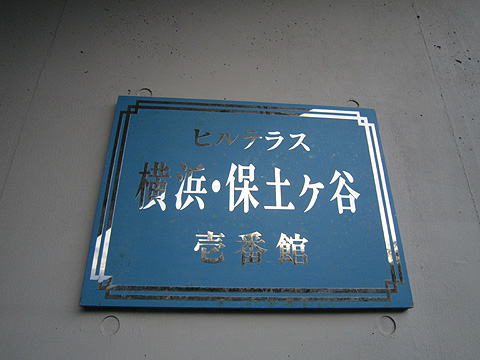 ヒルテラス
横浜・保土ケ谷
壱番館